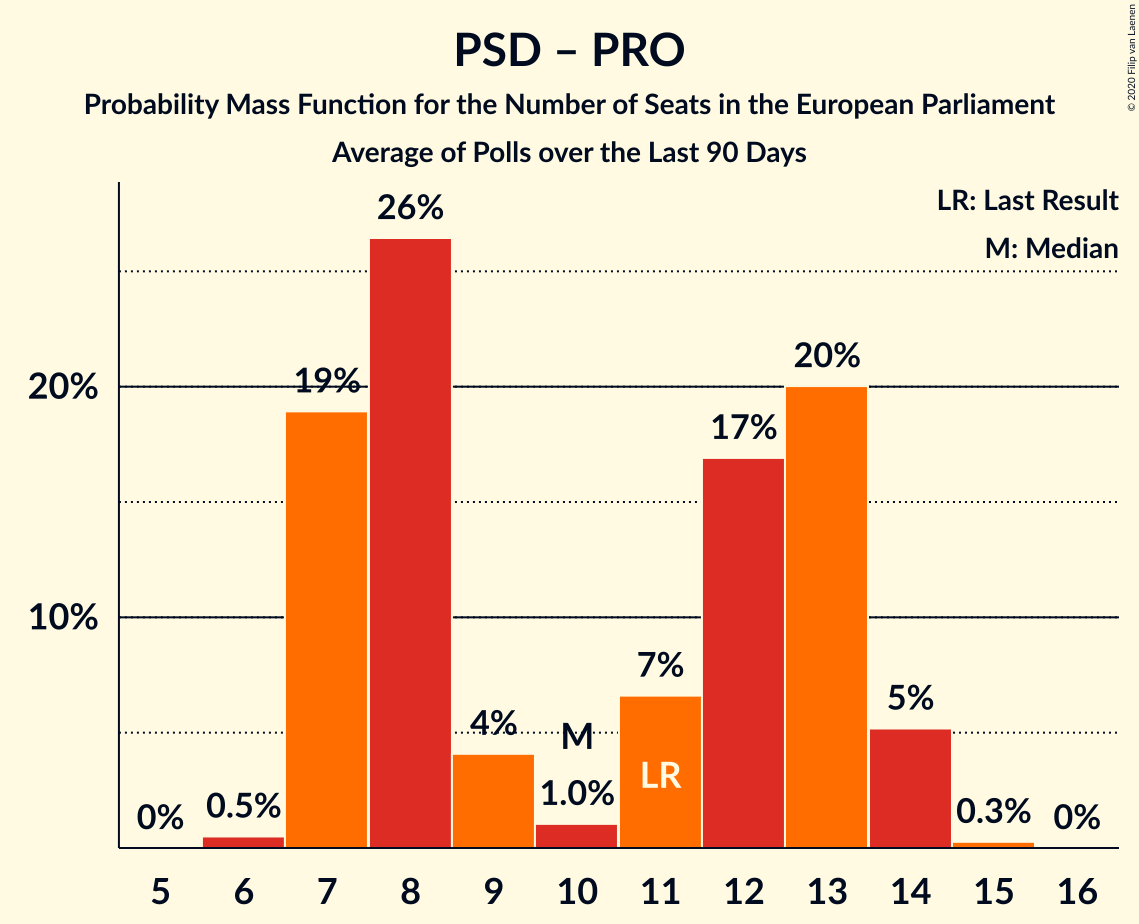 PSD – PRO
Probability Mass Function for the Number of Seats in the European Parliament
Average of Polls over the Last 90 Days
© 2020 Filip van Laenen
LR: Last Result
M: Median
20%
10%
0%
0.5%
19%
26%
4%
M
1.0%
7%
LR
17%
20%
5%
0.3%
0%
5 6 7 8 9 10 11 12 13 14 15 16